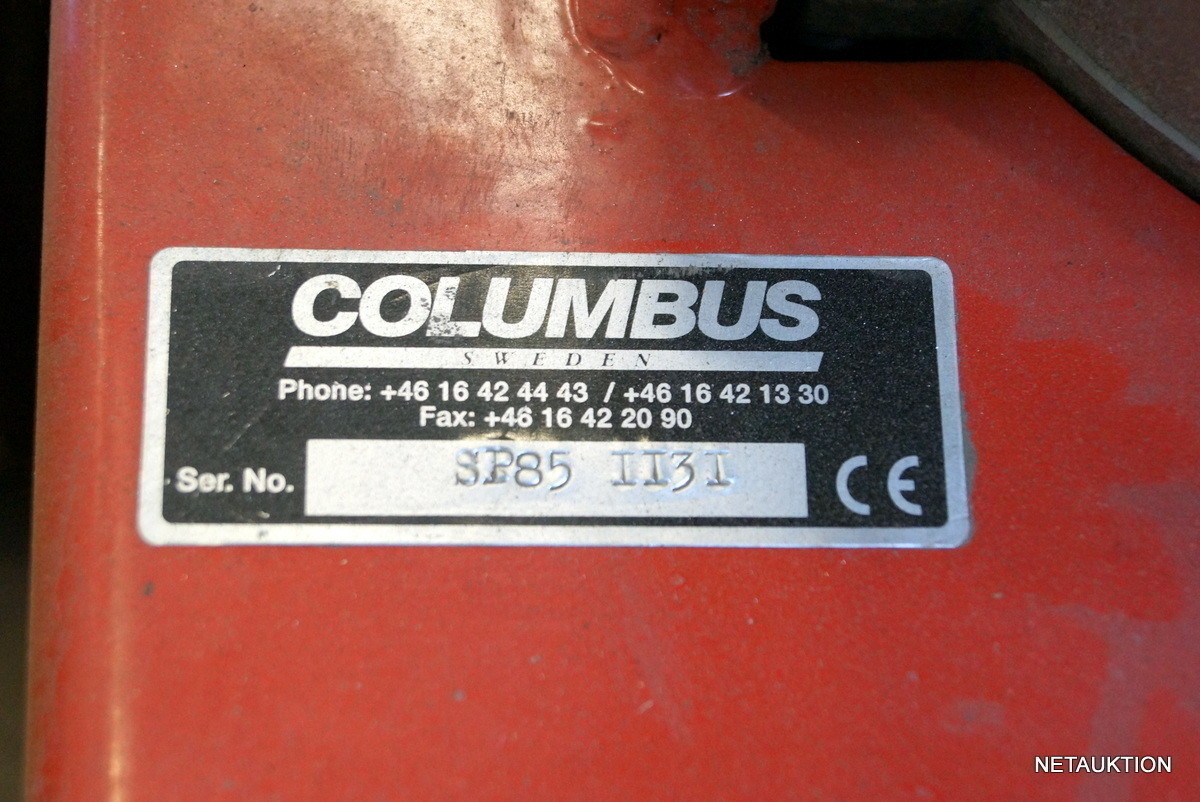 COLUMBUS
SWEDEN
Phone: +46 16 42 44 43 / +46 16 42 13 30
Fax: +46 16 42 20 90
Ser. No. SP85 II3I CE
NETAUKTION